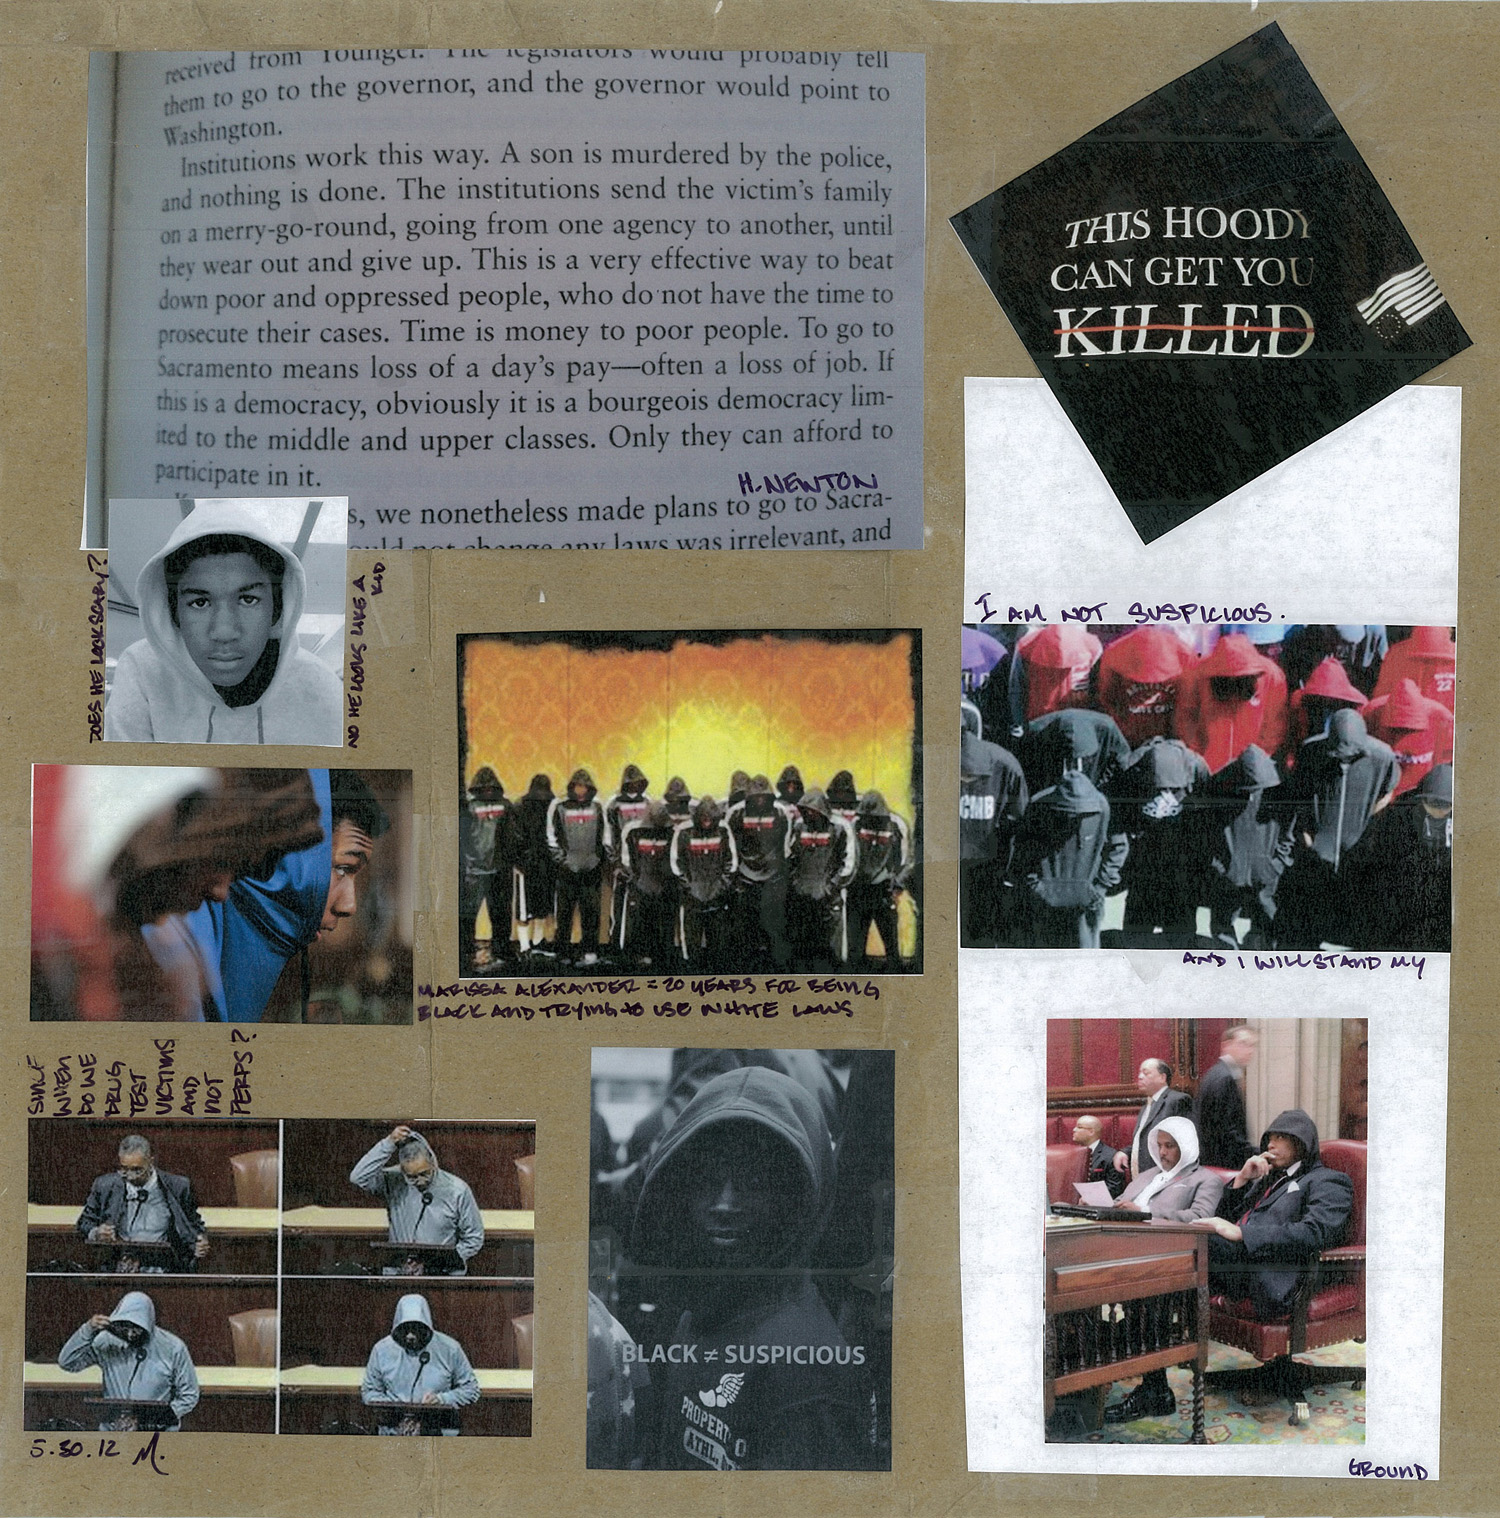 received from Younger. The legislators would probably tell
them to go to the governor, and the governor would point to
Washington.
Institutions work this way. A son is murdered by the police,
and nothing is done. The institutions send the victim's family
on a merry-go-round, going from one agency to another, until
they wear out and give up. This is a very effective way to beat
down poor and oppressed people, who do not have the time to
prosecute their cases. Time is money to poor people. To go to
Sacramento means loss of a day's pay—often a loss of job. If
this is a democracy, obviously it is a bourgeois democracy lim-
ited to the middle and upper classes. Only they can afford to
participate in it.
H. NEWTON
s, we nonetheless made plans to go to Sacra-
ould not change any laws was irrelevant, and
THIS HOODY
CAN GET YOU
KILLED
DOES HE LOOK SCARY?
NO HE LOOKS LIKE A
KID
I AM NOT SUSPICIOUS.
22
GMB
AND I WILL STAND MY
MARISSA ALEXANDER = 20 YEARS FOR BEING
BLACK AND TRYING TO USE WHITE LAWS
SINCE
WHEN
DO WE
DRUG
TEST
VICTIMS
AND
NOT
PERPS?
BLACK ≠ SUSPICIOUS
PROPERT O
ATHL
5.30.12 M.
GROUND